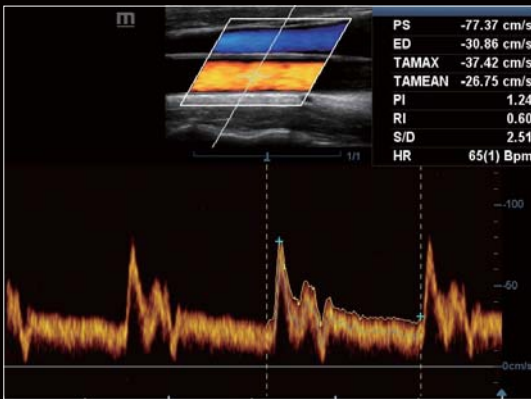 m
PS -77.37 cm/s
ED -30.86 cm/s
TAMAX -37.42 cm/s
TAMEAN -26.75 cm/s
PI 1.24
RI 0.60
S/D 2.51
HR 65(1) Bpm
1/1
-100
-50
0cm/s